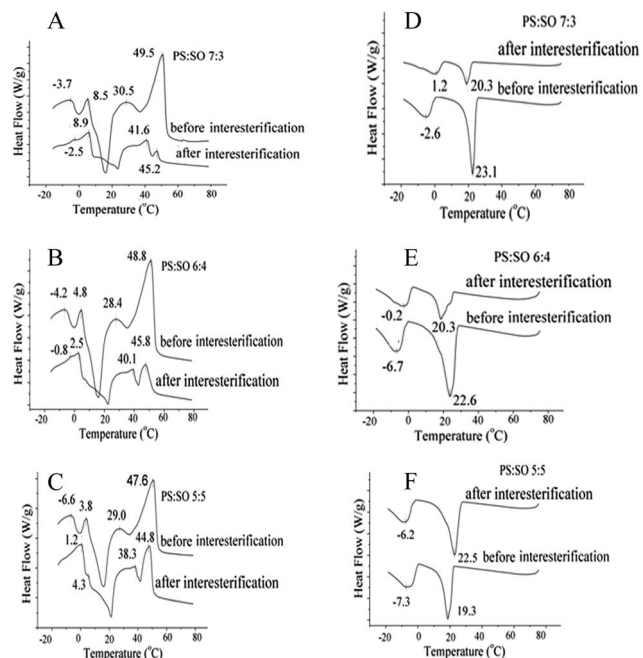 A
PS:SO 7:3
49.5
-3.7
8.5
30.5
8.9
41.6
before interesterification
-2.5
after interesterification
45.2
Heat Flow (W/g)
-20 0 20 40 60 80
Temperature (°C)
D
PS:SO 7:3
after interesterification
1.2
20.3
before interesterification
-2.6
23.1
Heat Flow (W/g)
-20 0 20 40 60 80
Temperature (°C)
B
PS:SO 6:4
48.8
-4.2
4.8
28.4
before interesterification
45.8
2.5
-0.8
40.1
after interesterification
Heat Flow (W/g)
-20 0 20 40 60 80
Temperature (°C)
E
PS:SO 6:4
after interesterification
-0.2
20.3
before interesterification
-6.7
22.6
Heat Flow (W/g)
-20 0 20 40 60 80
Temperature (°C)
C
47.6
PS:SO 5:5
-6.6
3.8
29.0
before interesterification
1.2
44.8
38.3
4.3
after interesterification
Heat Flow (W/g)
-20 0 20 40 60 80
Temperature (°C)
F
PS:SO 5:5
after interesterification
-6.2
22.5 before interesterification
-7.3
19.3
Heat Flow (W/g)
-20 0 20 40 60 80
Temperature (°C)